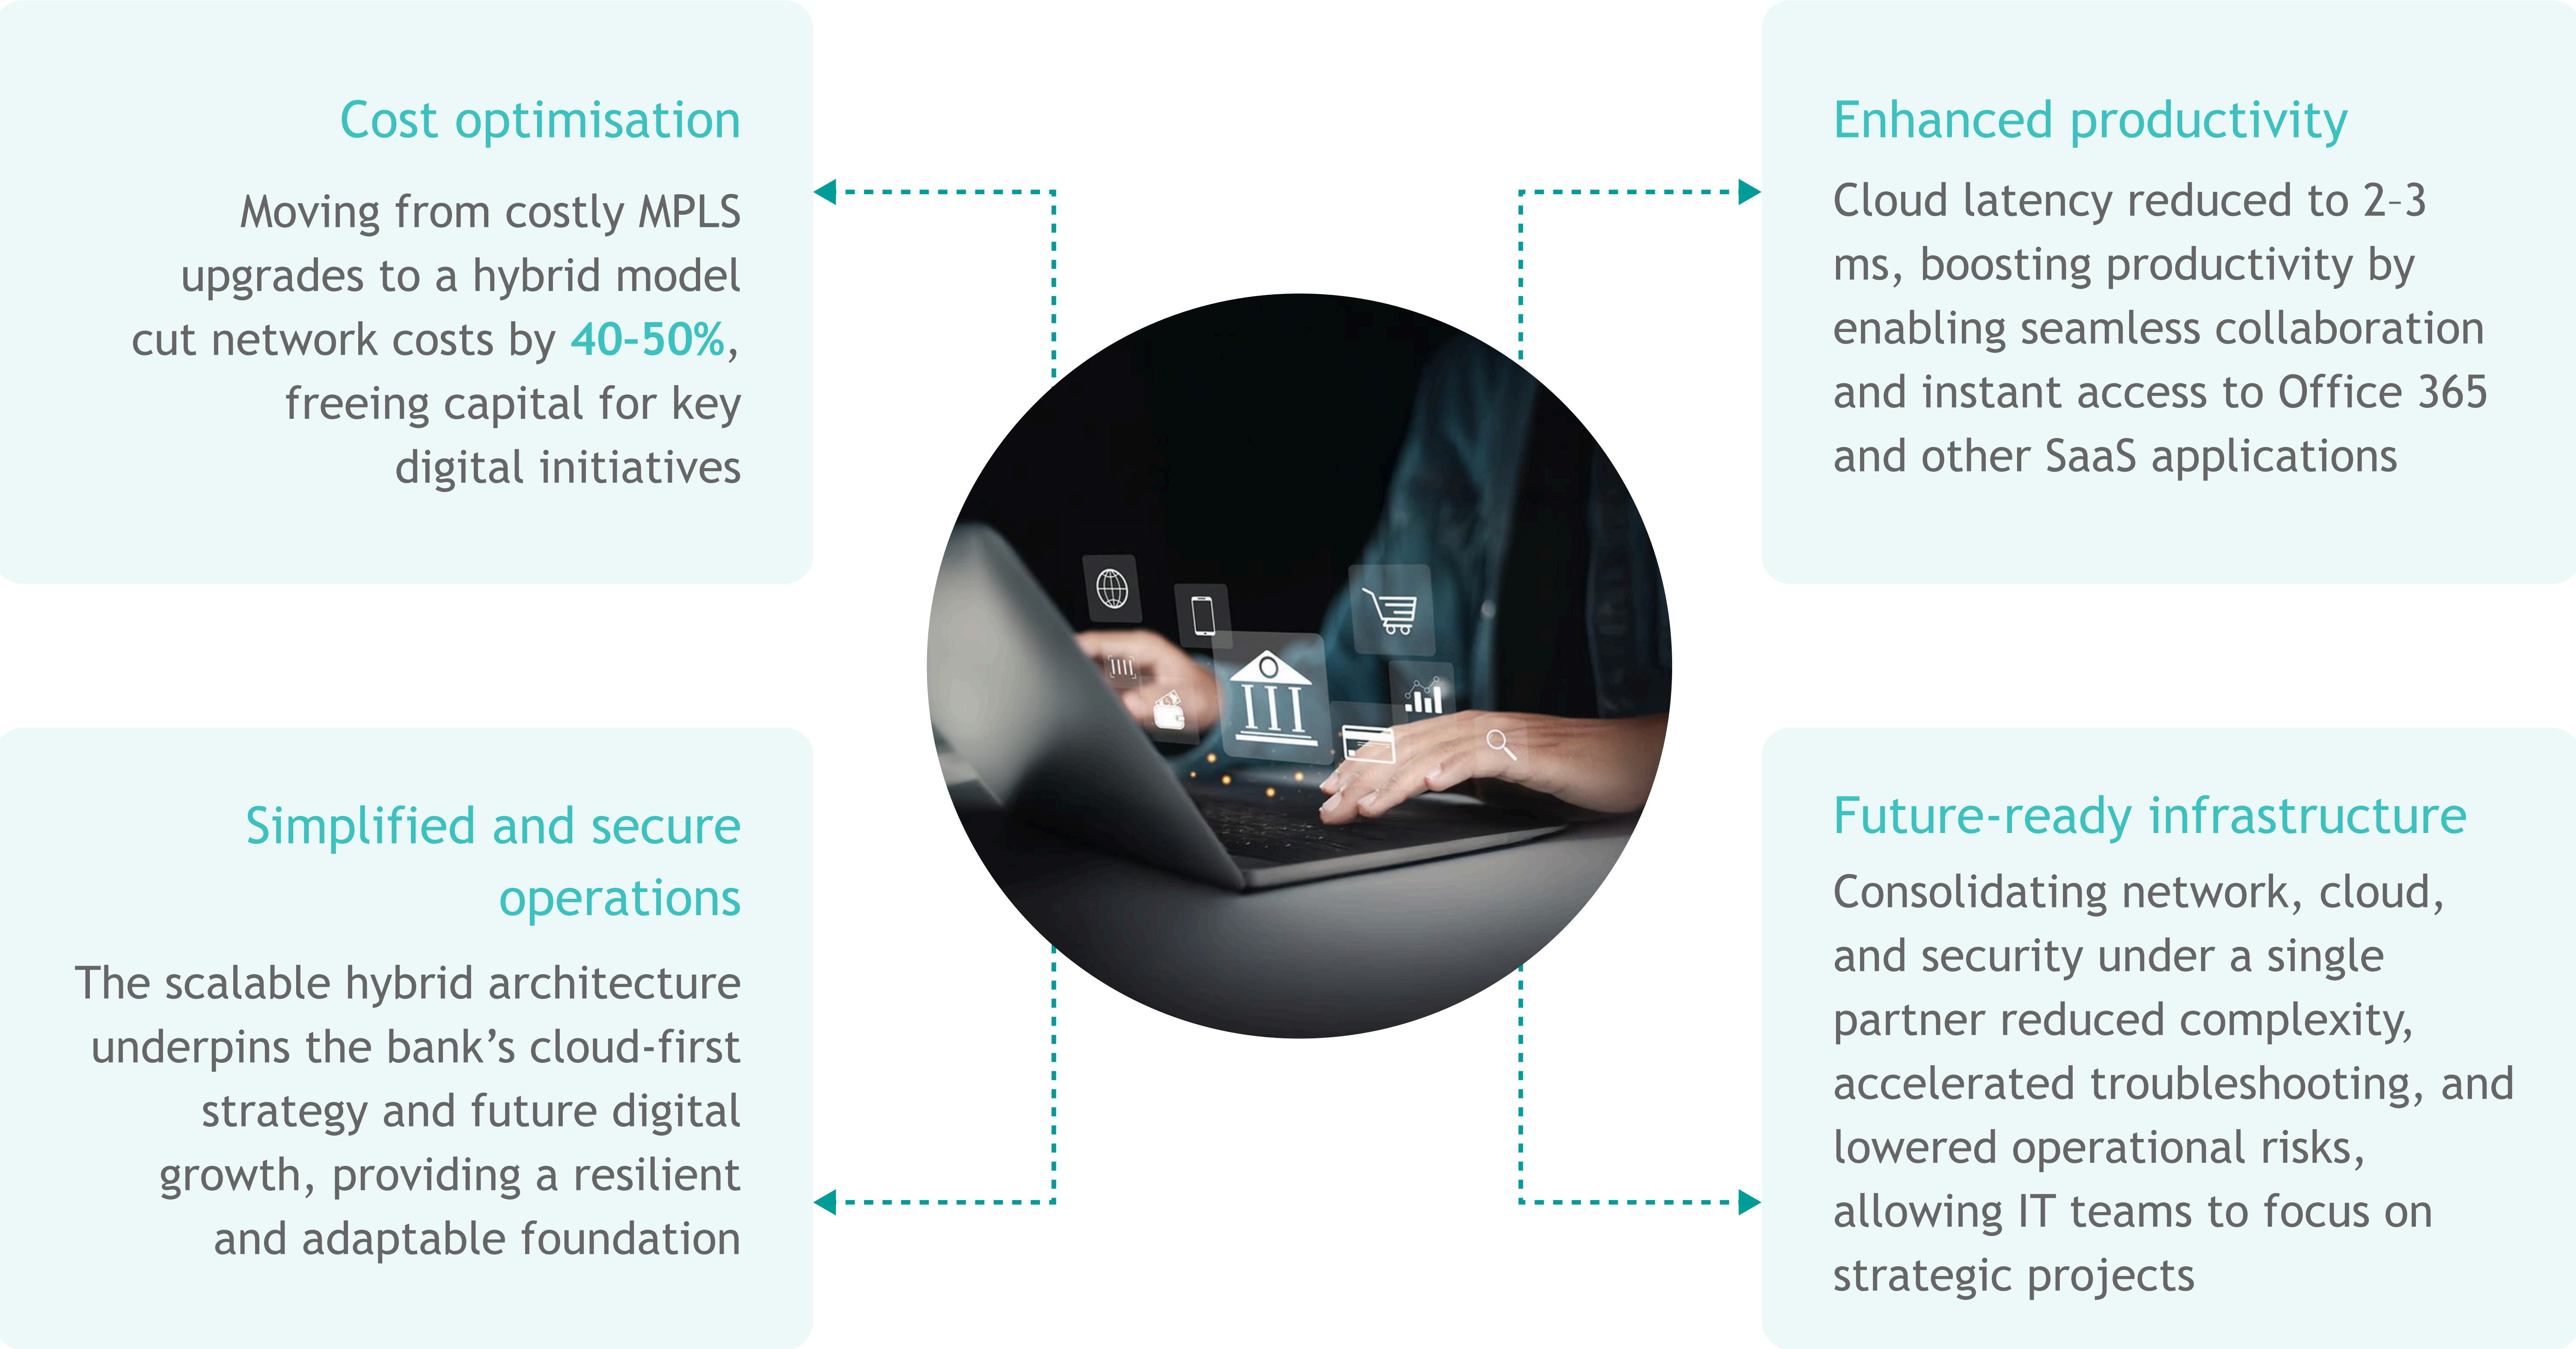 Cost optimisation
Moving from costly MPLS
upgrades to a hybrid model
cut network costs by 40-50%,
freeing capital for key
digital initiatives
Enhanced productivity
Cloud latency reduced to 2–3
ms, boosting productivity by
enabling seamless collaboration
and instant access to Office 365
and other SaaS applications
Simplified and secure
operations
The scalable hybrid architecture
underpins the bank’s cloud-first
strategy and future digital
growth, providing a resilient
and adaptable foundation
Future-ready infrastructure
Consolidating network, cloud,
and security under a single
partner reduced complexity,
accelerated troubleshooting, and
lowered operational risks,
allowing IT teams to focus on
strategic projects